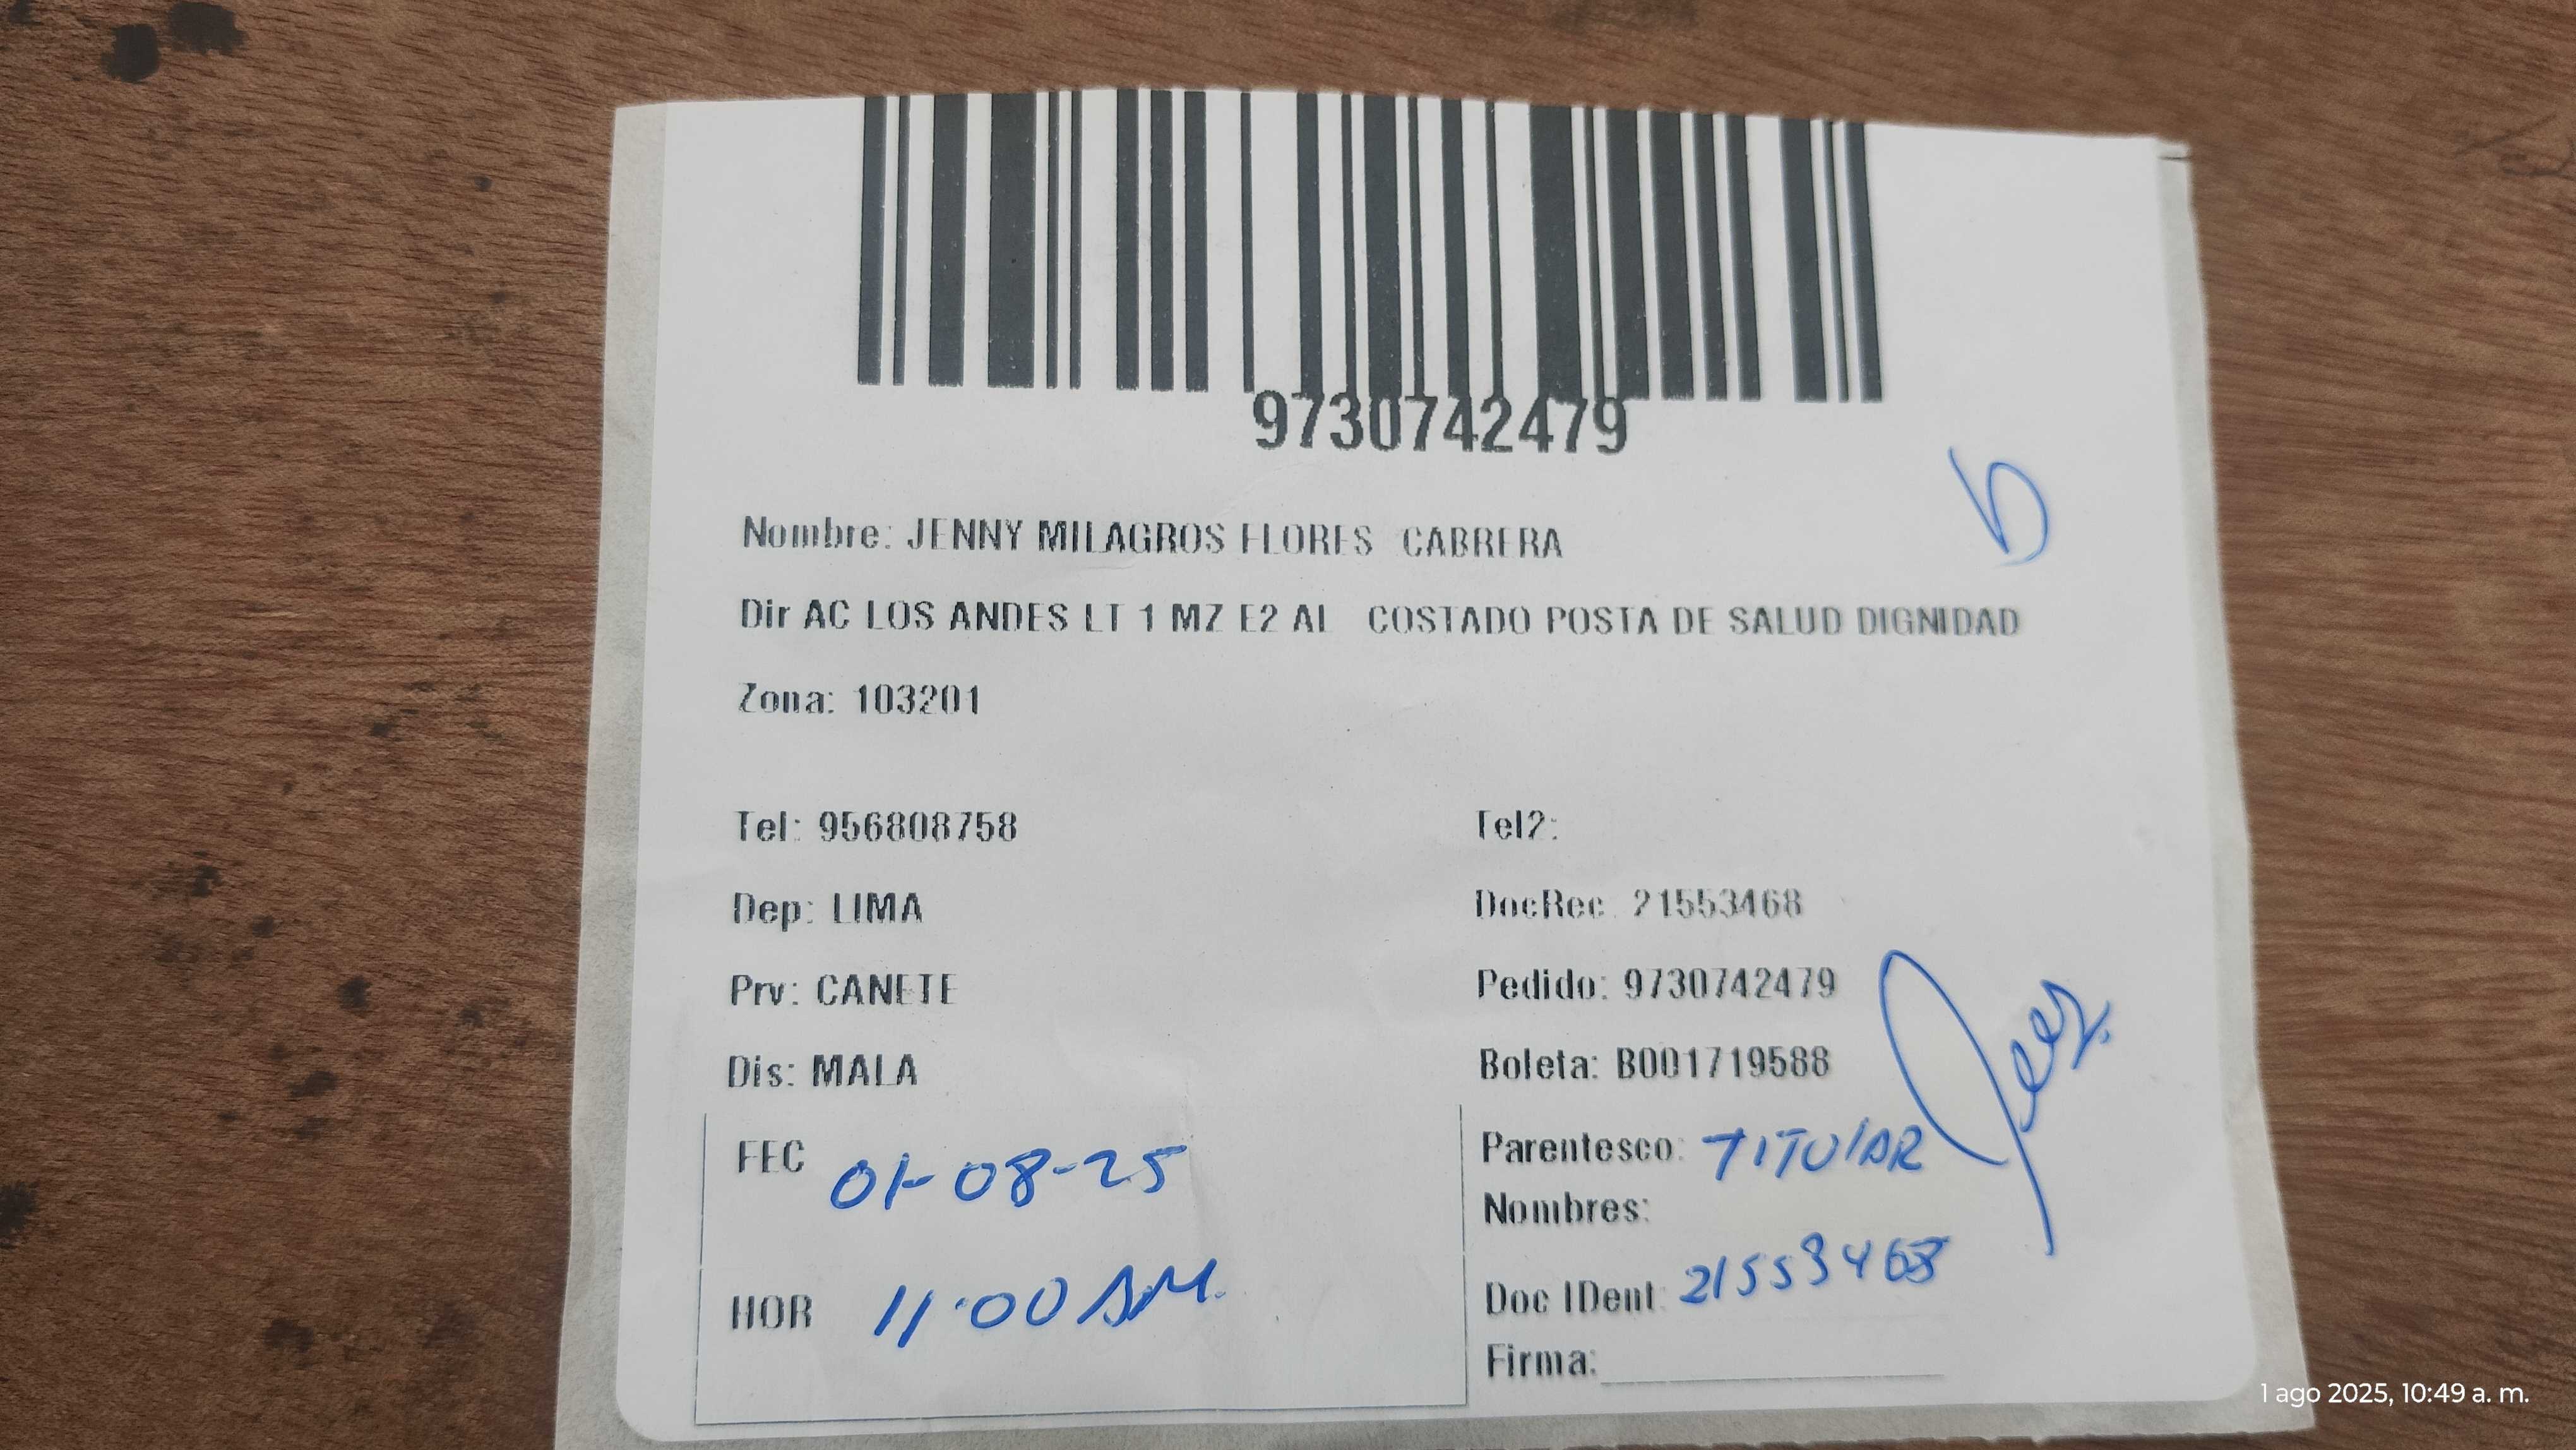 9730742479
Nombre: JENNY MILAGROS FLORES CABRERA
Dir AC LOS ANDES LT 1 MZ E2 AL COSTADO POSTA DE SALUD DIGNIDAD
Zona: 103201
Tel: 956808758 Tel2:
Dep: LIMA DocRec: 21553468
Prv: CANETE Pedido: 9730742479
Dis: MALA Boleta: B001719588
FEC 01-08-25 Parentesco: TITULAR
Nombres:
HOR 11:00 AM. Doc IDent: 21553468
Firma:
1 ago 2025, 10:49 a. m.